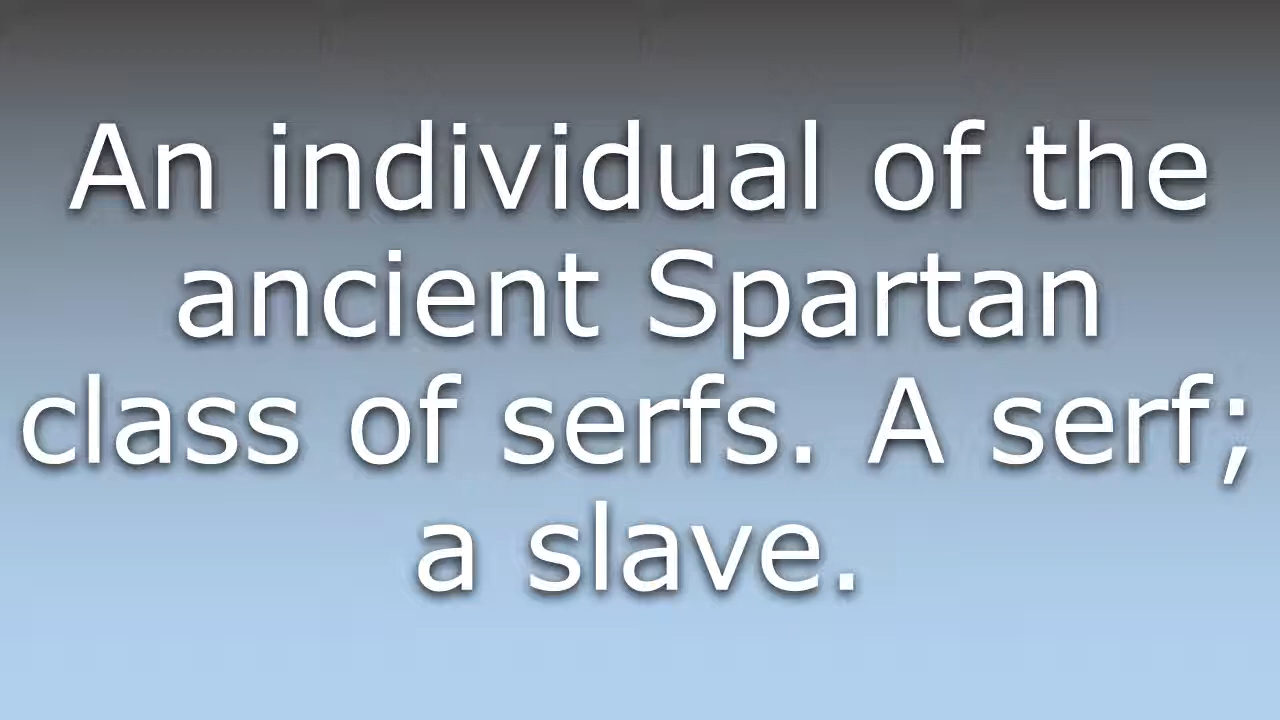 An individual of the
ancient Spartan
class of serfs. A serf;
a slave.